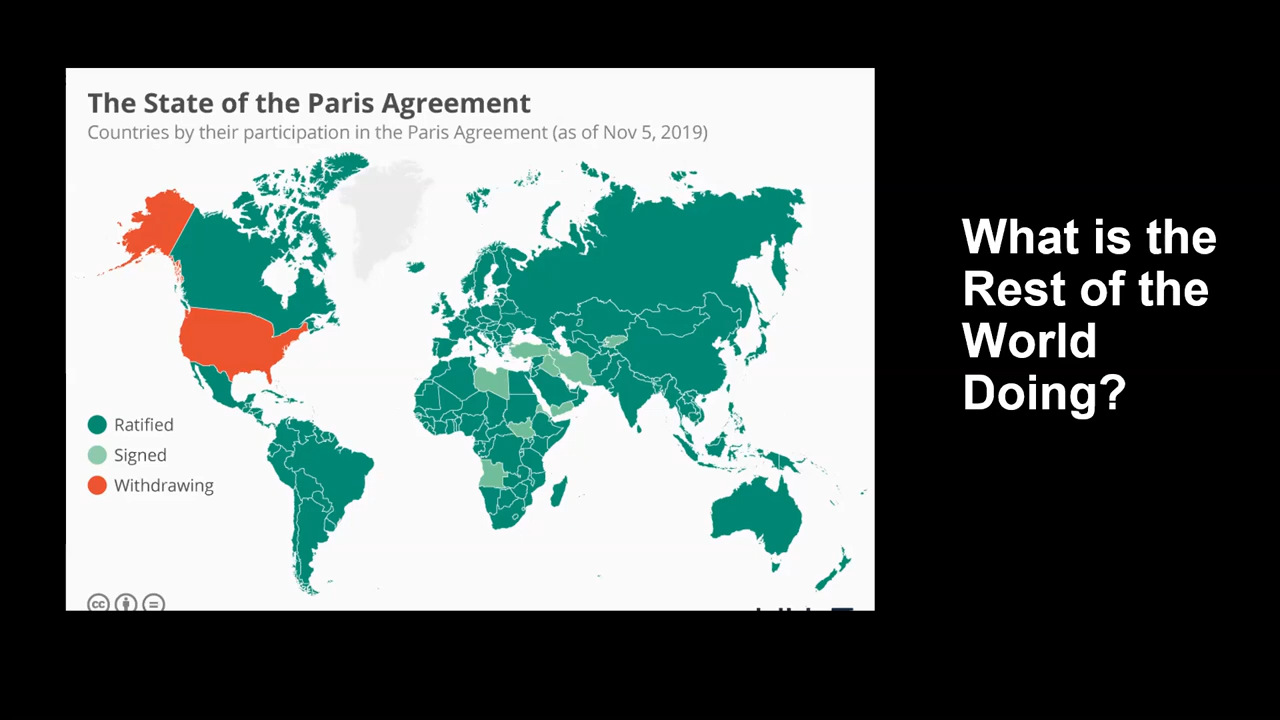 The State of the Paris Agreement
Countries by their participation in the Paris Agreement (as of Nov 5, 2019)
Ratified
Signed
Withdrawing
cc
What is the
Rest of the
World
Doing?